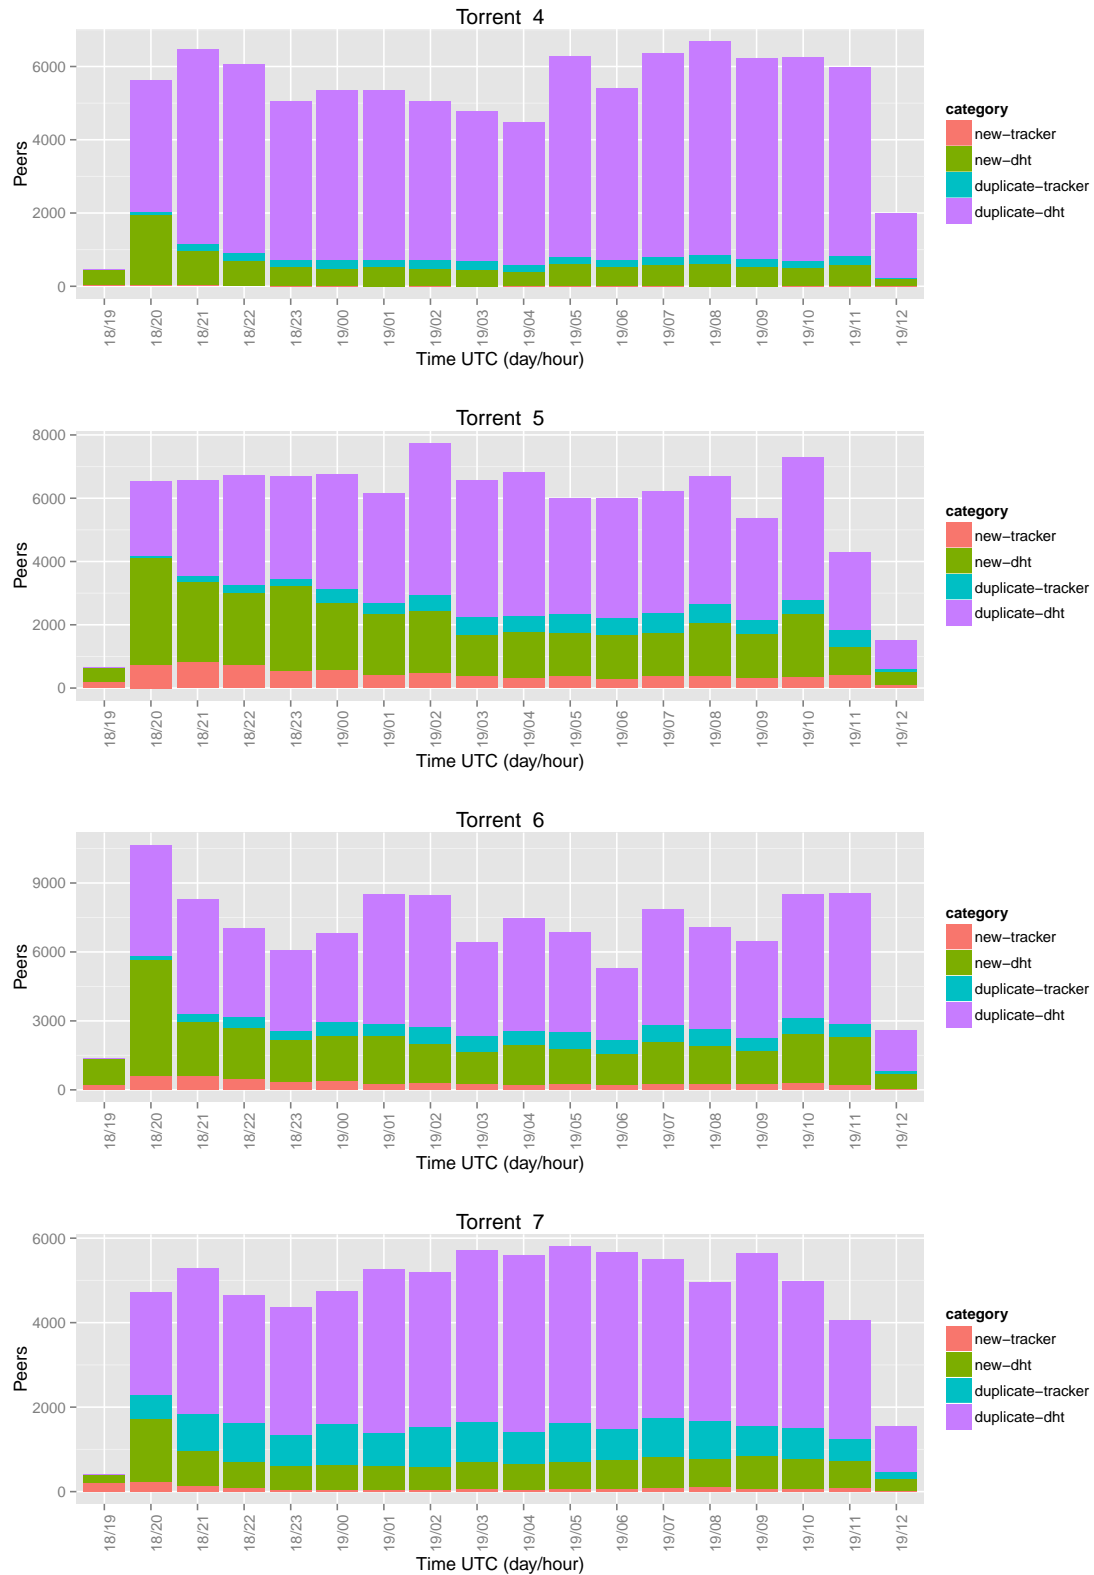 Torrent 4
6000
4000
2000
0
Peers
18/19 18/20 18/21 18/22 18/23 19/00 19/01 19/02 19/03 19/04 19/05 19/06 19/07 19/08 19/09 19/10 19/11 19/12
Time UTC (day/hour)
category
new−tracker
new−dht
duplicate−tracker
duplicate−dht
Torrent 5
8000
6000
4000
2000
0
Peers
18/19 18/20 18/21 18/22 18/23 19/00 19/01 19/02 19/03 19/04 19/05 19/06 19/07 19/08 19/09 19/10 19/11 19/12
Time UTC (day/hour)
category
new−tracker
new−dht
duplicate−tracker
duplicate−dht
Torrent 6
9000
6000
3000
0
Peers
18/19 18/20 18/21 18/22 18/23 19/00 19/01 19/02 19/03 19/04 19/05 19/06 19/07 19/08 19/09 19/10 19/11 19/12
Time UTC (day/hour)
category
new−tracker
new−dht
duplicate−tracker
duplicate−dht
Torrent 7
6000
4000
2000
0
Peers
18/19 18/20 18/21 18/22 18/23 19/00 19/01 19/02 19/03 19/04 19/05 19/06 19/07 19/08 19/09 19/10 19/11 19/12
Time UTC (day/hour)
category
new−tracker
new−dht
duplicate−tracker
duplicate−dht